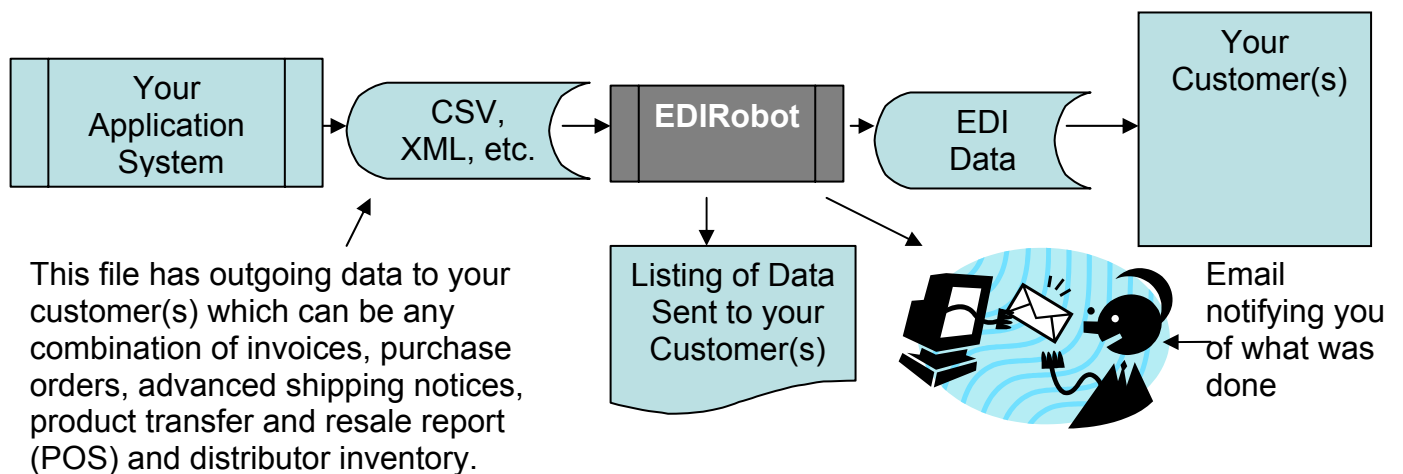 Your
Application
System
CSV,
XML, etc.
EDIRobot
EDI
Data
Your
Customer(s)
This file has outgoing data to your
customer(s) which can be any
combination of invoices, purchase
orders, advanced shipping notices,
product transfer and resale report
(POS) and distributor inventory.
Listing of Data
Sent to your
Customer(s)
Email
notifying you
of what was
done